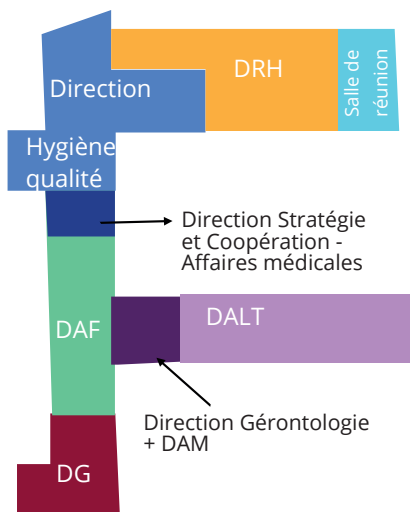 DRH
Salle de
réunion
Direction
Hygiène
qualité
Direction Stratégie
et Coopération -
Affaires médicales
DAF
DALT
Direction Gérontologie
+ DAM
DG